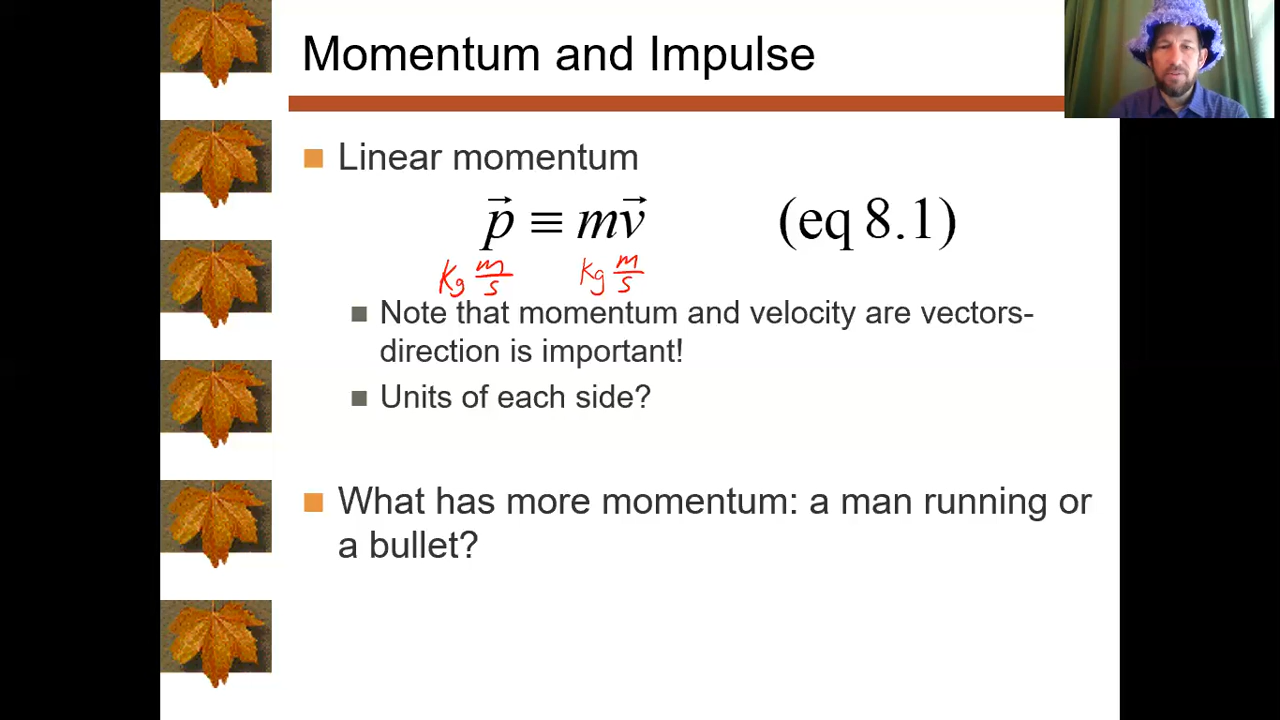 Momentum and Impulse
Linear momentum
p⃗ ≡ mv⃗ (eq 8.1)
kg m/s kg m/s
Note that momentum and velocity are vectors-
direction is important!
Units of each side?
What has more momentum: a man running or
a bullet?